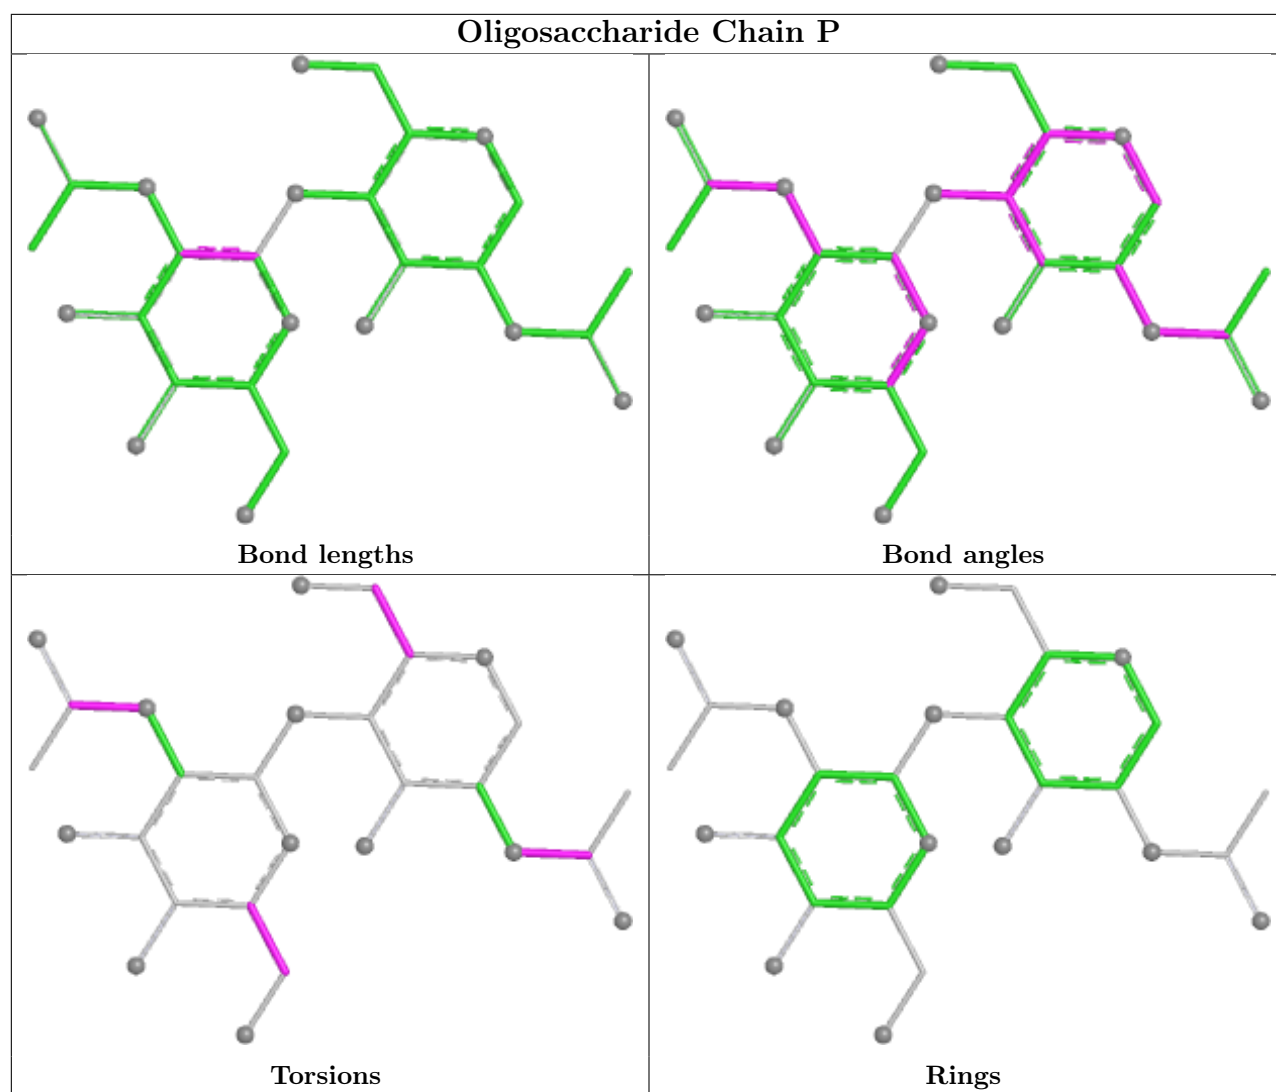 Oligosaccharide Chain P
Bond lengths
Bond angles
Torsions
Rings